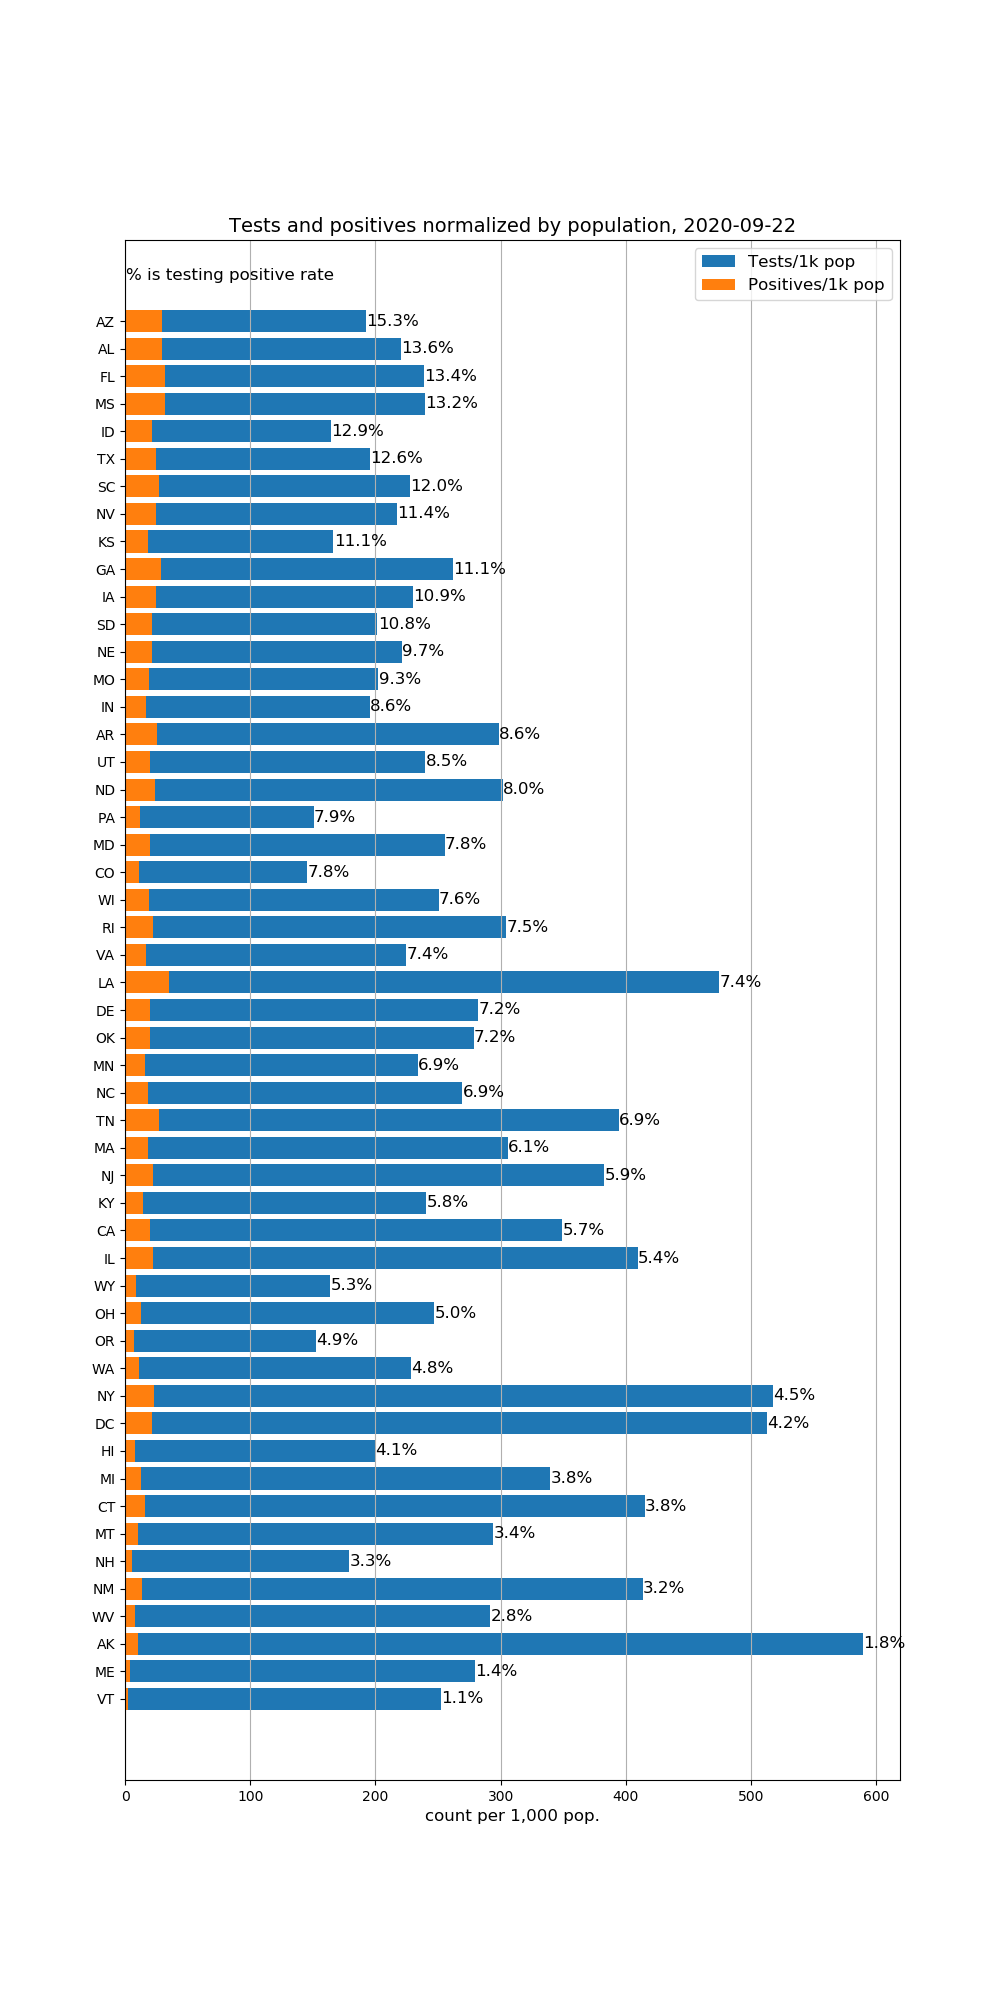 Tests and positives normalized by population, 2020-09-22
% is testing positive rate
Tests/1k pop
Positives/1k pop
AZ 15.3%
AL 13.6%
FL 13.4%
MS 13.2%
ID 12.9%
TX 12.6%
SC 12.0%
NV 11.4%
KS 11.1%
GA 11.1%
IA 10.9%
SD 10.8%
NE 9.7%
MO 9.3%
IN 8.6%
AR 8.6%
UT 8.5%
ND 8.0%
PA 7.9%
MD 7.8%
CO 7.8%
WI 7.6%
RI 7.5%
VA 7.4%
LA 7.4%
DE 7.2%
OK 7.2%
MN 6.9%
NC 6.9%
TN 6.9%
MA 6.1%
NJ 5.9%
KY 5.8%
CA 5.7%
IL 5.4%
WY 5.3%
OH 5.0%
OR 4.9%
WA 4.8%
NY 4.5%
DC 4.2%
HI 4.1%
MI 3.8%
CT 3.8%
MT 3.4%
NH 3.3%
NM 3.2%
WV 2.8%
AK 1.8%
ME 1.4%
VT 1.1%
0 100 200 300 400 500 600
count per 1,000 pop.